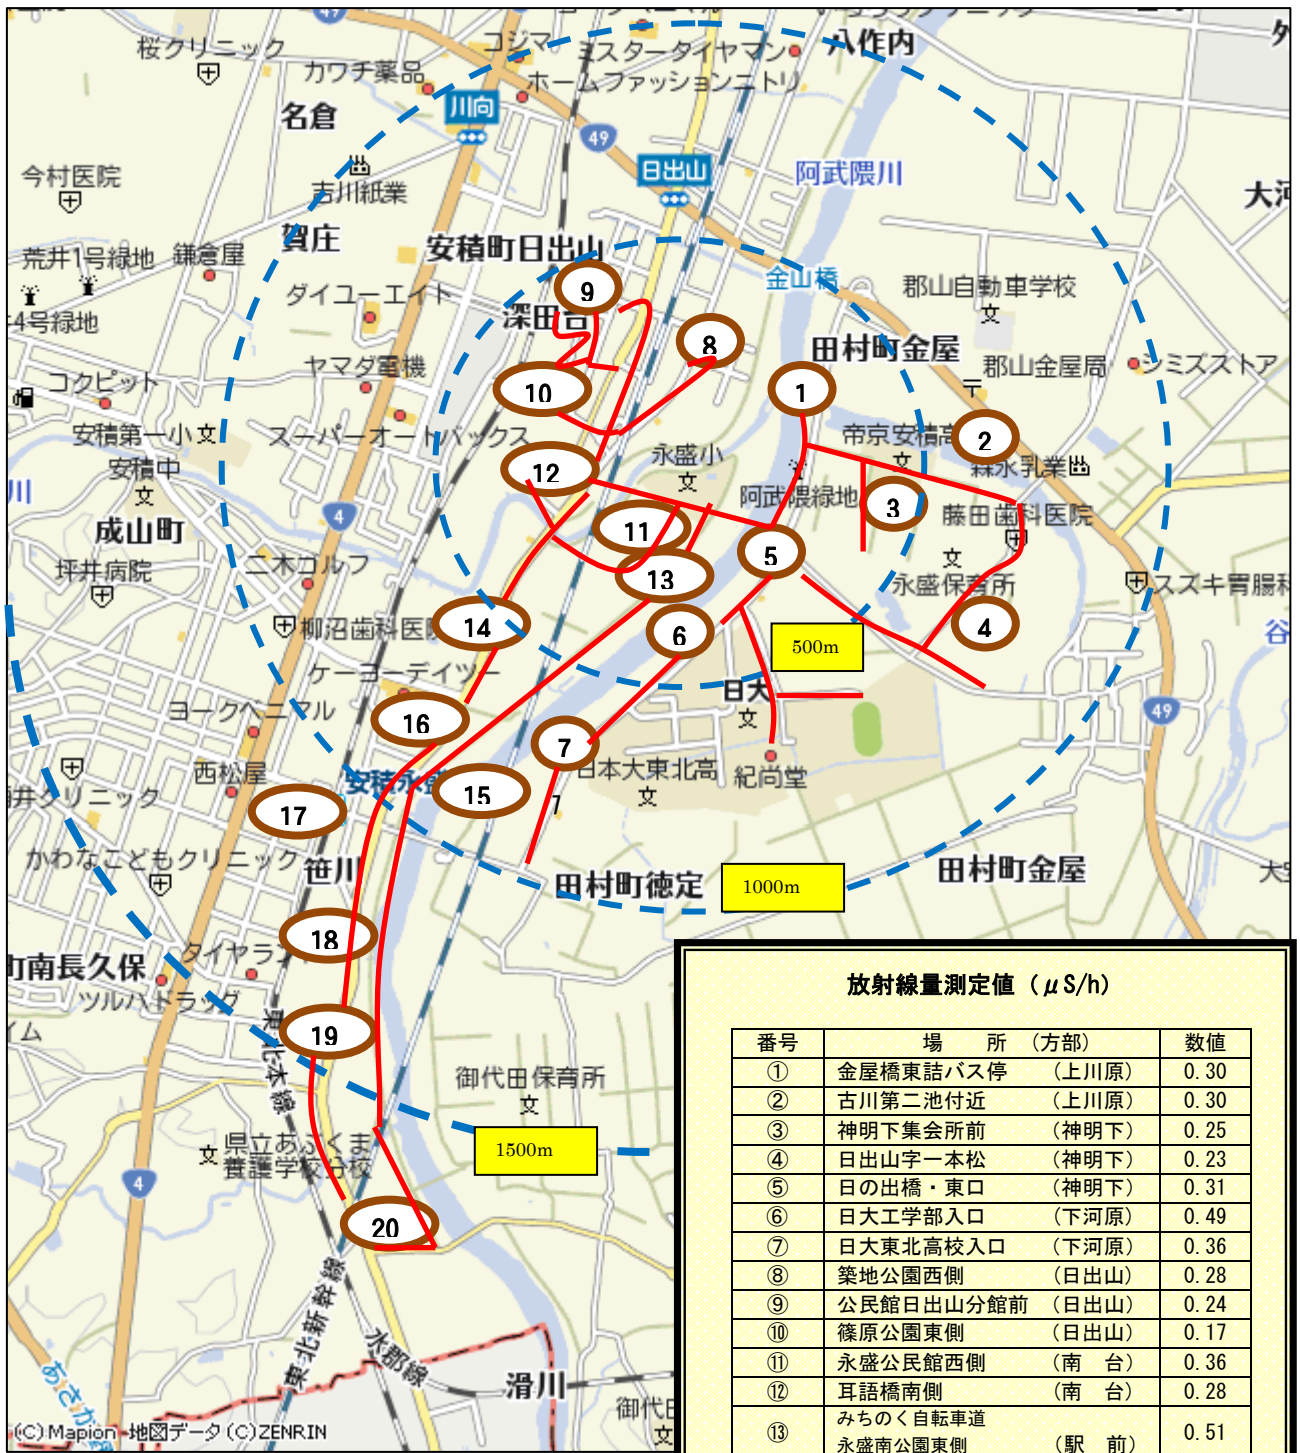 桜クリニック
コジマ
ミスタータイヤマン
八作内
カワチ薬品
ホームファッションニトリ
川向
名倉
49
日出山
阿武隈川
今村医院
吉川紙業
賀庄
安積町日出山
荒井1号緑地
鎌倉屋
金山橋
郡山自動車学校
ダイユーエイト
9
4号緑地
深田台
8
田村町金屋
ヤマダ電機
郡山金屋局
シミズストア
コクピット
10
1
安積第一小
スーパーオートバックス
帝京安積高
2
安積中
12
永盛小
森永乳業
川
阿武隈緑地
3
4
成山町
11
藤田歯科医院
5
二木ゴルフ
坪井病院
13
永盛保育所
スズキ胃腸科
14
6
4
柳沼歯科医院
500m
谷
ケーヨーデイツー
日大
ヨークベニマル
16
49
7
西松屋
安積永盛
日本大東北高
紀尚堂
15
井クリニック
17
7
かわなこどもクリニック
笹川
田村町徳定
1000m
田村町金屋
18
タイヤラン
町南長久保
ツルハドラッグ
イム
19
東北本線
御代田保育所
県立あぶくま
養護学校分校
1500m
4
20
東北新幹線
水郡線
滑川
御代田
(C)Mapion 地図データ(C)ZENRIN
放射線量測定値(μS/h)
番号 場 所 (方部) 数値
① 金屋橋東詰バス停 (上川原) 0.30
② 古川第二池付近 (上川原) 0.30
③ 神明下集会所前 (神明下) 0.25
④ 日出山字一本松 (神明下) 0.23
⑤ 日の出橋・東口 (神明下) 0.31
⑥ 日大工学部入口 (下河原) 0.49
⑦ 日大東北高校入口 (下河原) 0.36
⑧ 築地公園西側 (日出山) 0.28
⑨ 公民館日出山分館前 (日出山) 0.24
⑩ 篠原公園東側 (日出山) 0.17
⑪ 永盛公民館西側 (南 台) 0.36
⑫ 耳語橋南側 (南 台) 0.28
⑬ みちのく自転車道
永盛南公園東側 (駅 前) 0.51